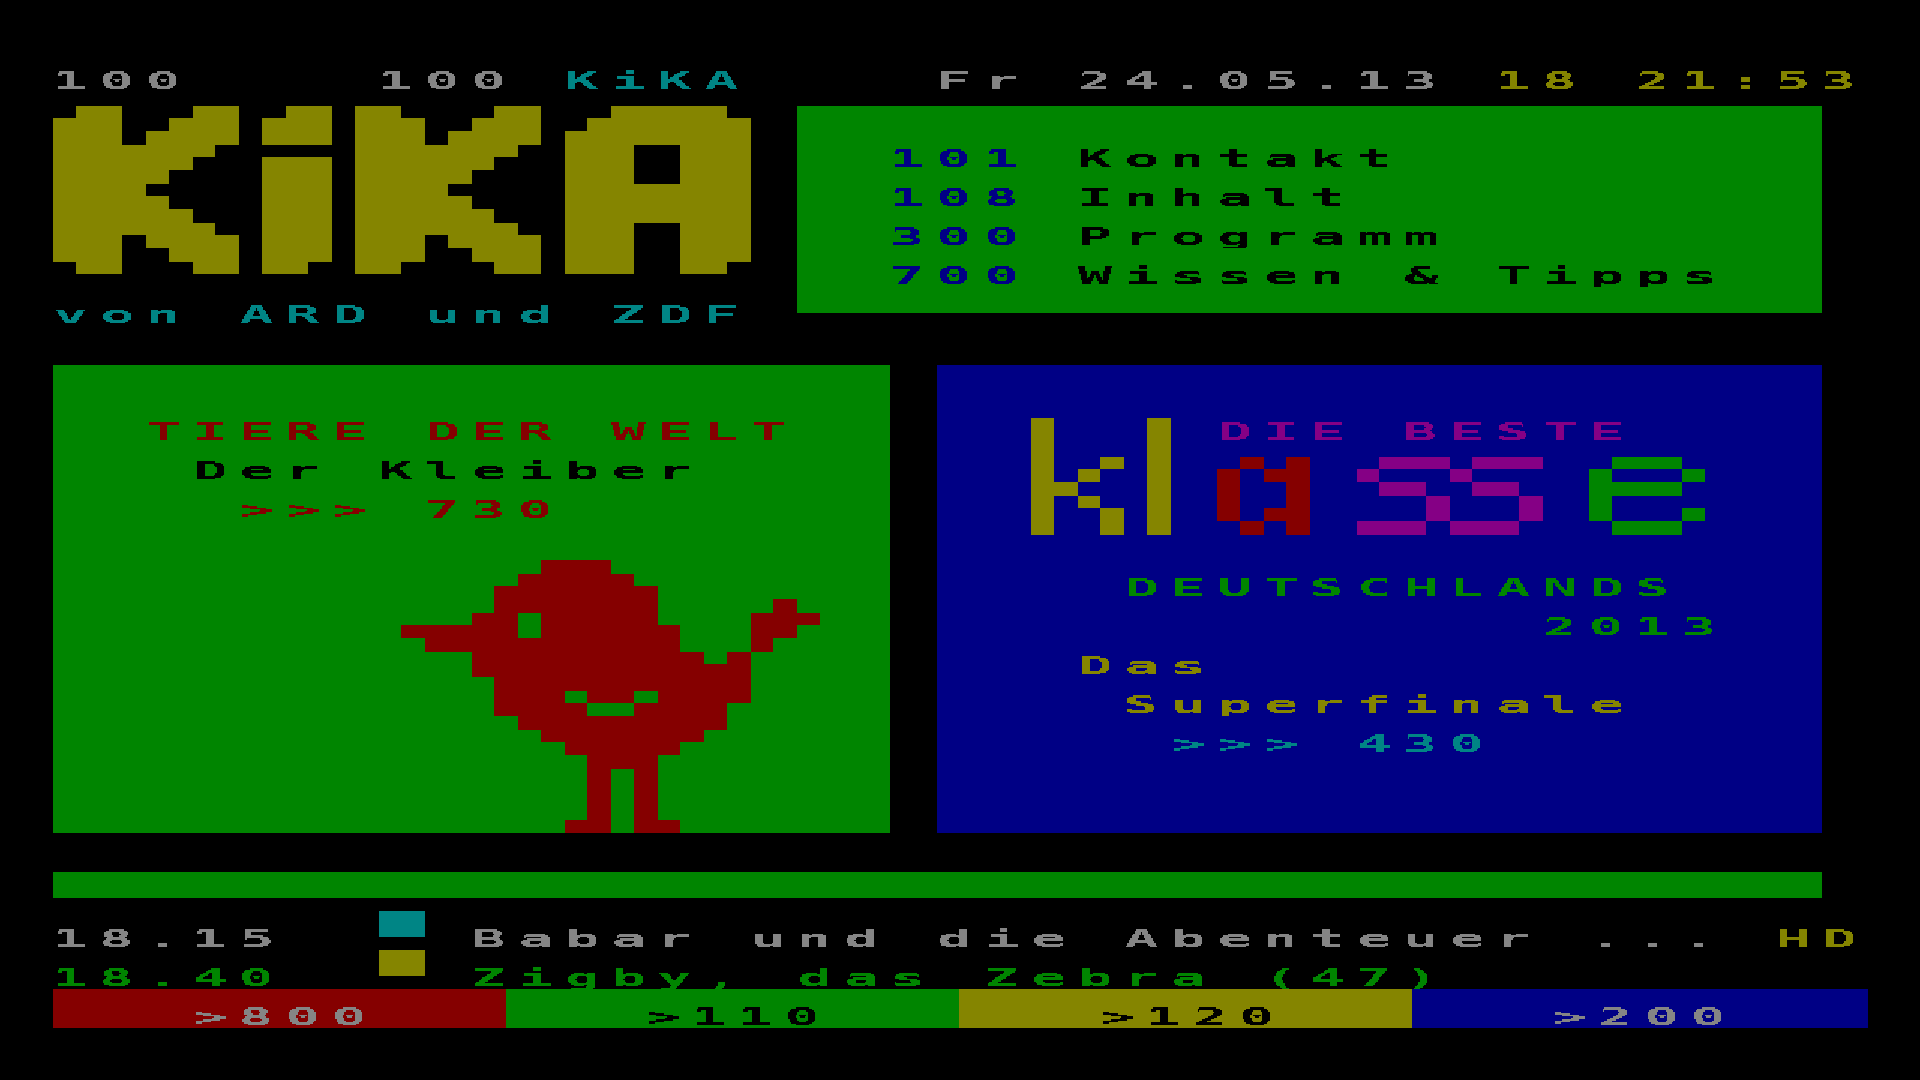 100 100 KiKA Fr 24.05.13 18 21:53
KiKA
von ARD und ZDF
101 Kontakt
108 Inhalt
300 Programm
700 Wissen & Tipps
TIERE DER WELT
Der Kleiber
>>> 730
DIE BESTE
klasse
DEUTSCHLANDS
2013
Das
Superfinale
>>> 430
18.15 Babar und die Abenteuer ... HD
18.40 Zigby, das Zebra (47)
>800 >110 >120 >200